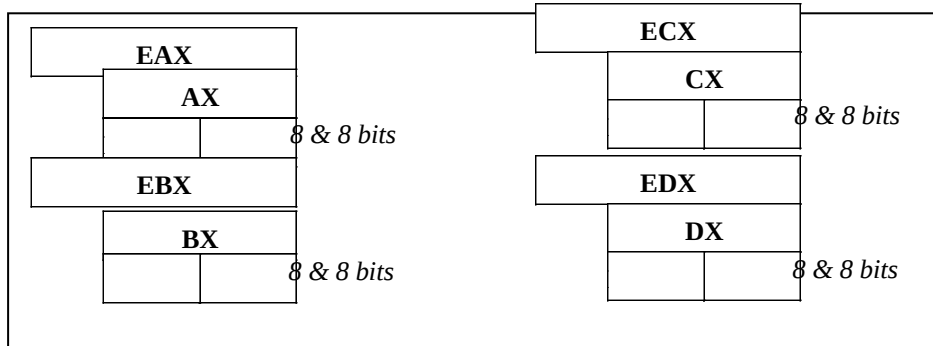 EAX
AX
8 & 8 bits
EBX
BX
8 & 8 bits
ECX
CX
8 & 8 bits
EDX
DX
8 & 8 bits